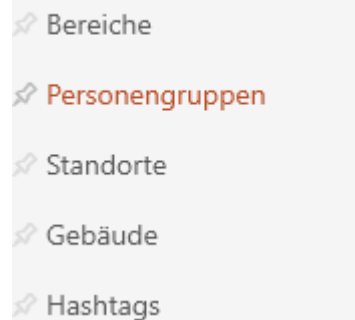 Bereiche
Personengruppen
Standorte
Gebäude
Hashtags